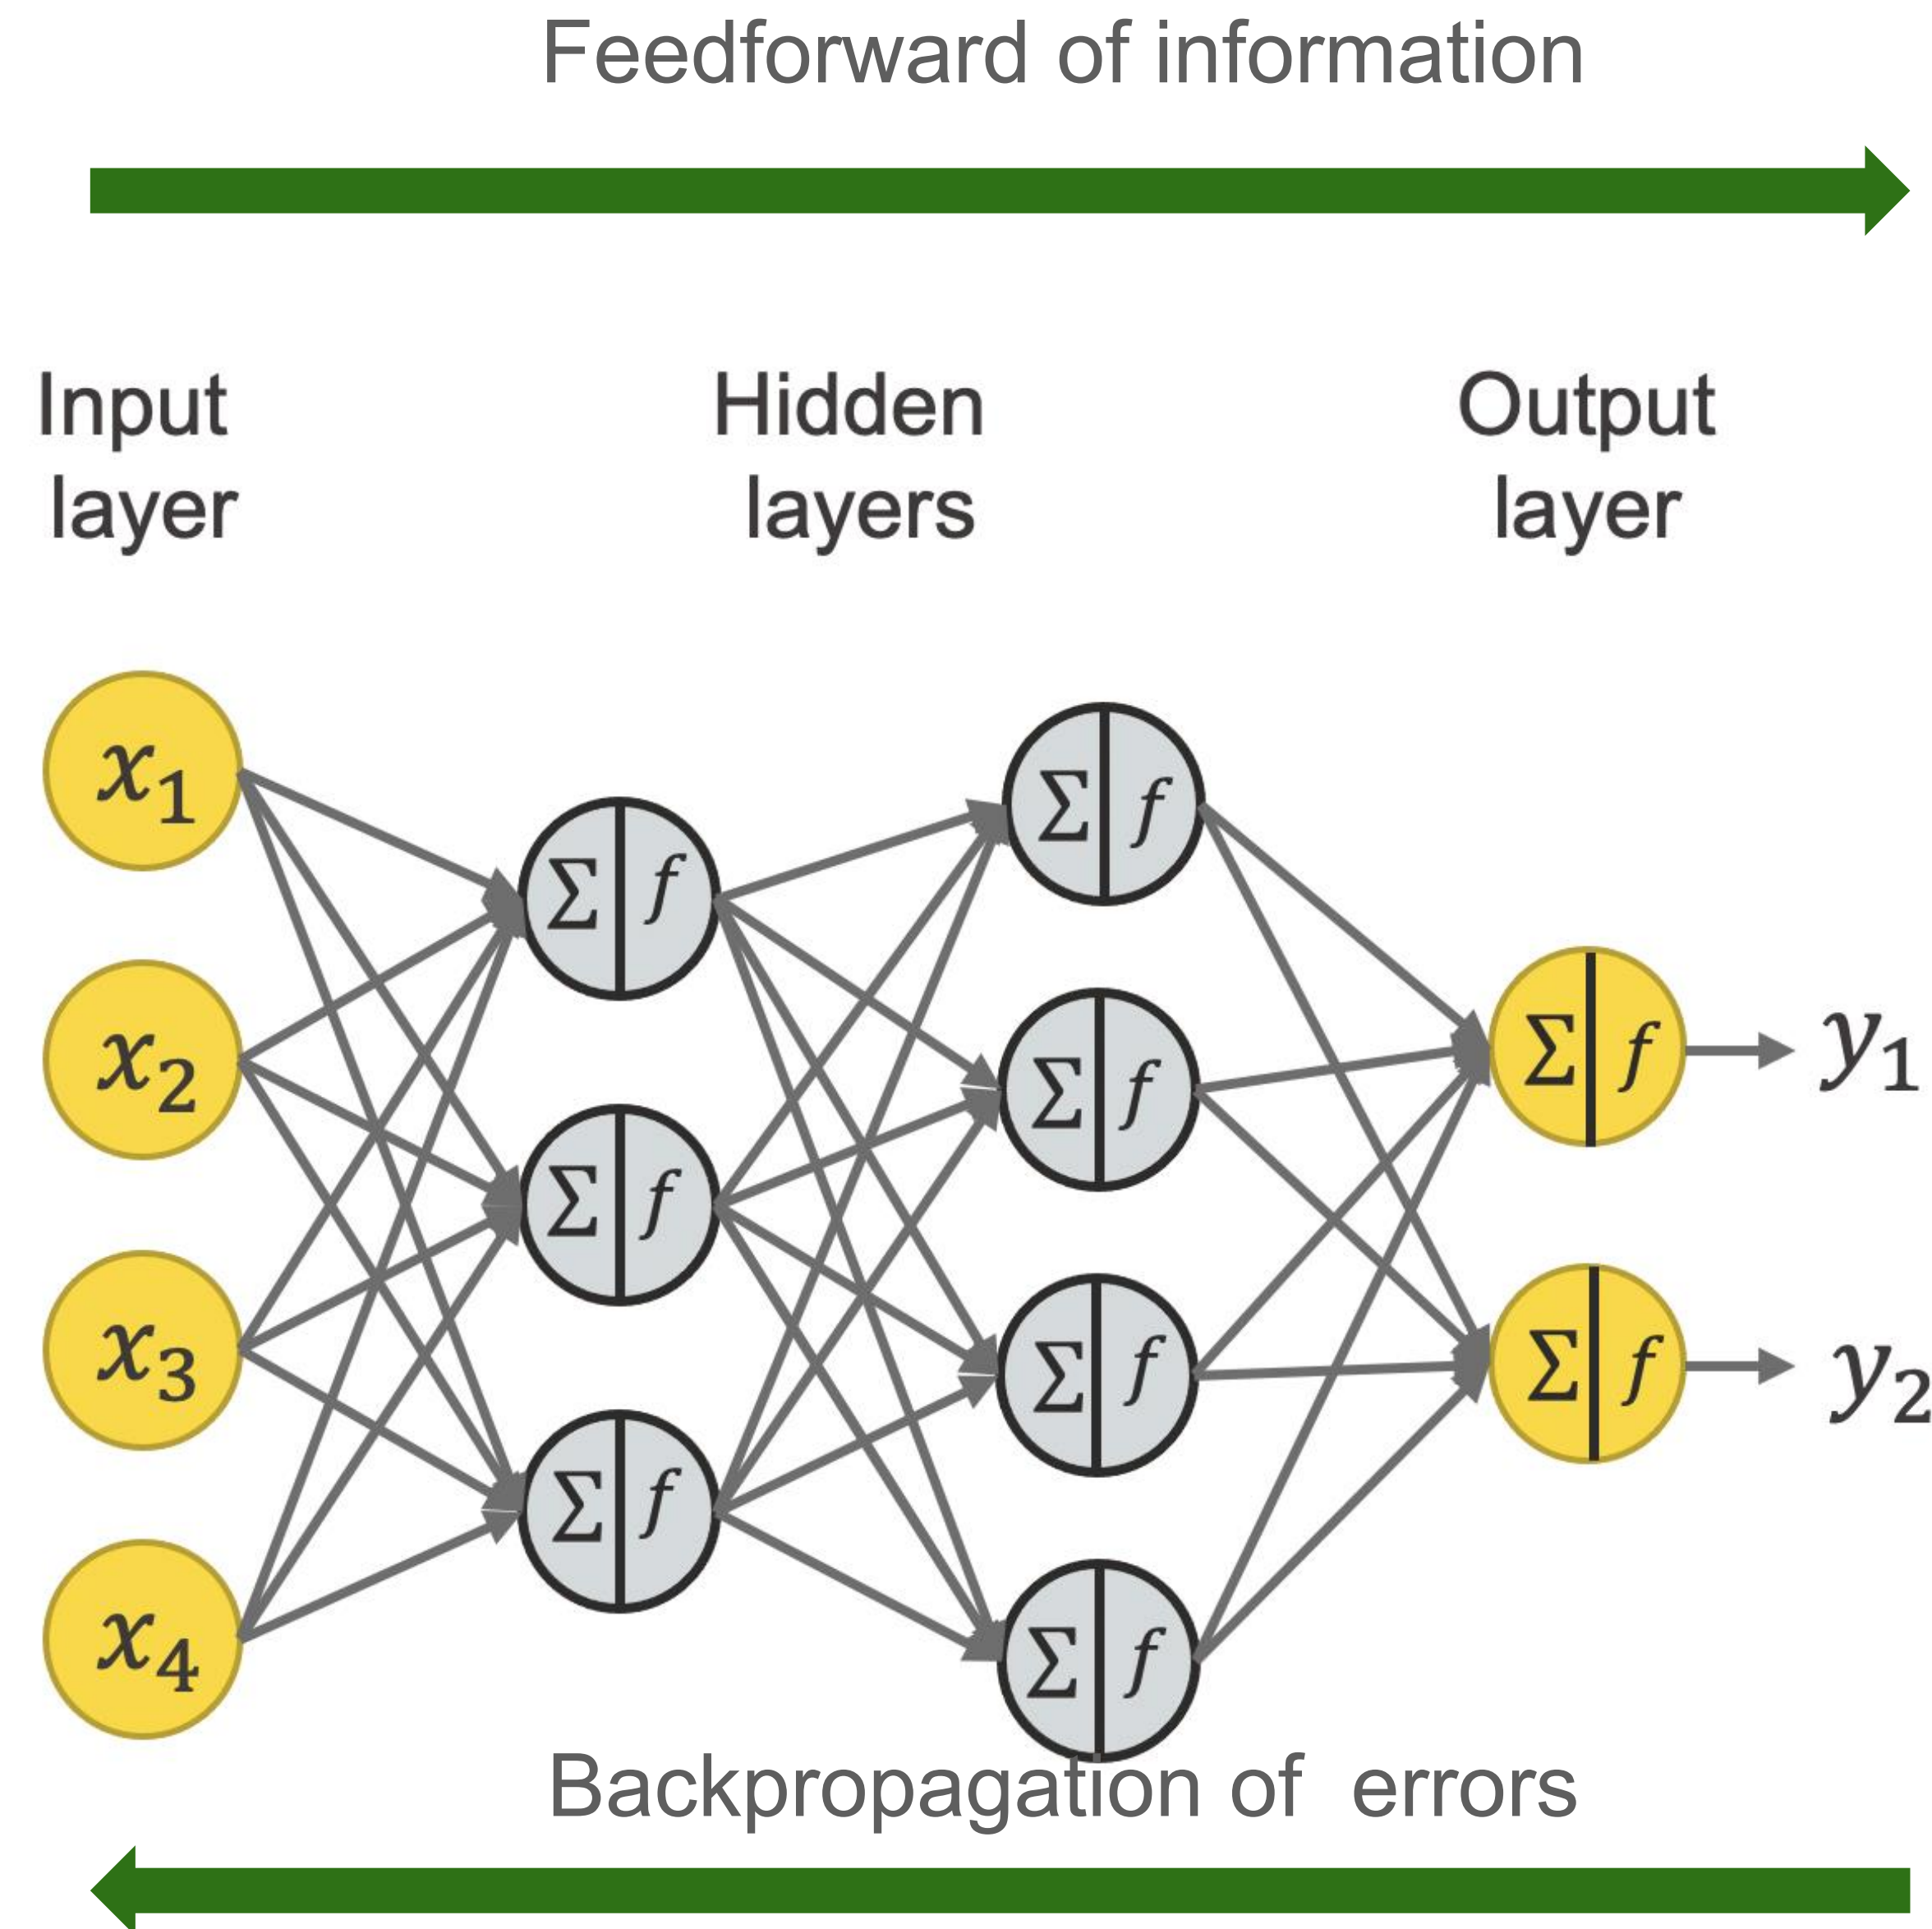 Feedforward of information
Input layer
Hidden layers
Output layer
x1
x2
x3
x4
Σ f
Σ f
Σ f
Σ f
Σ f
Σ f
Σ f
Σ f
Σ f
y1
y2
Backpropagation of errors